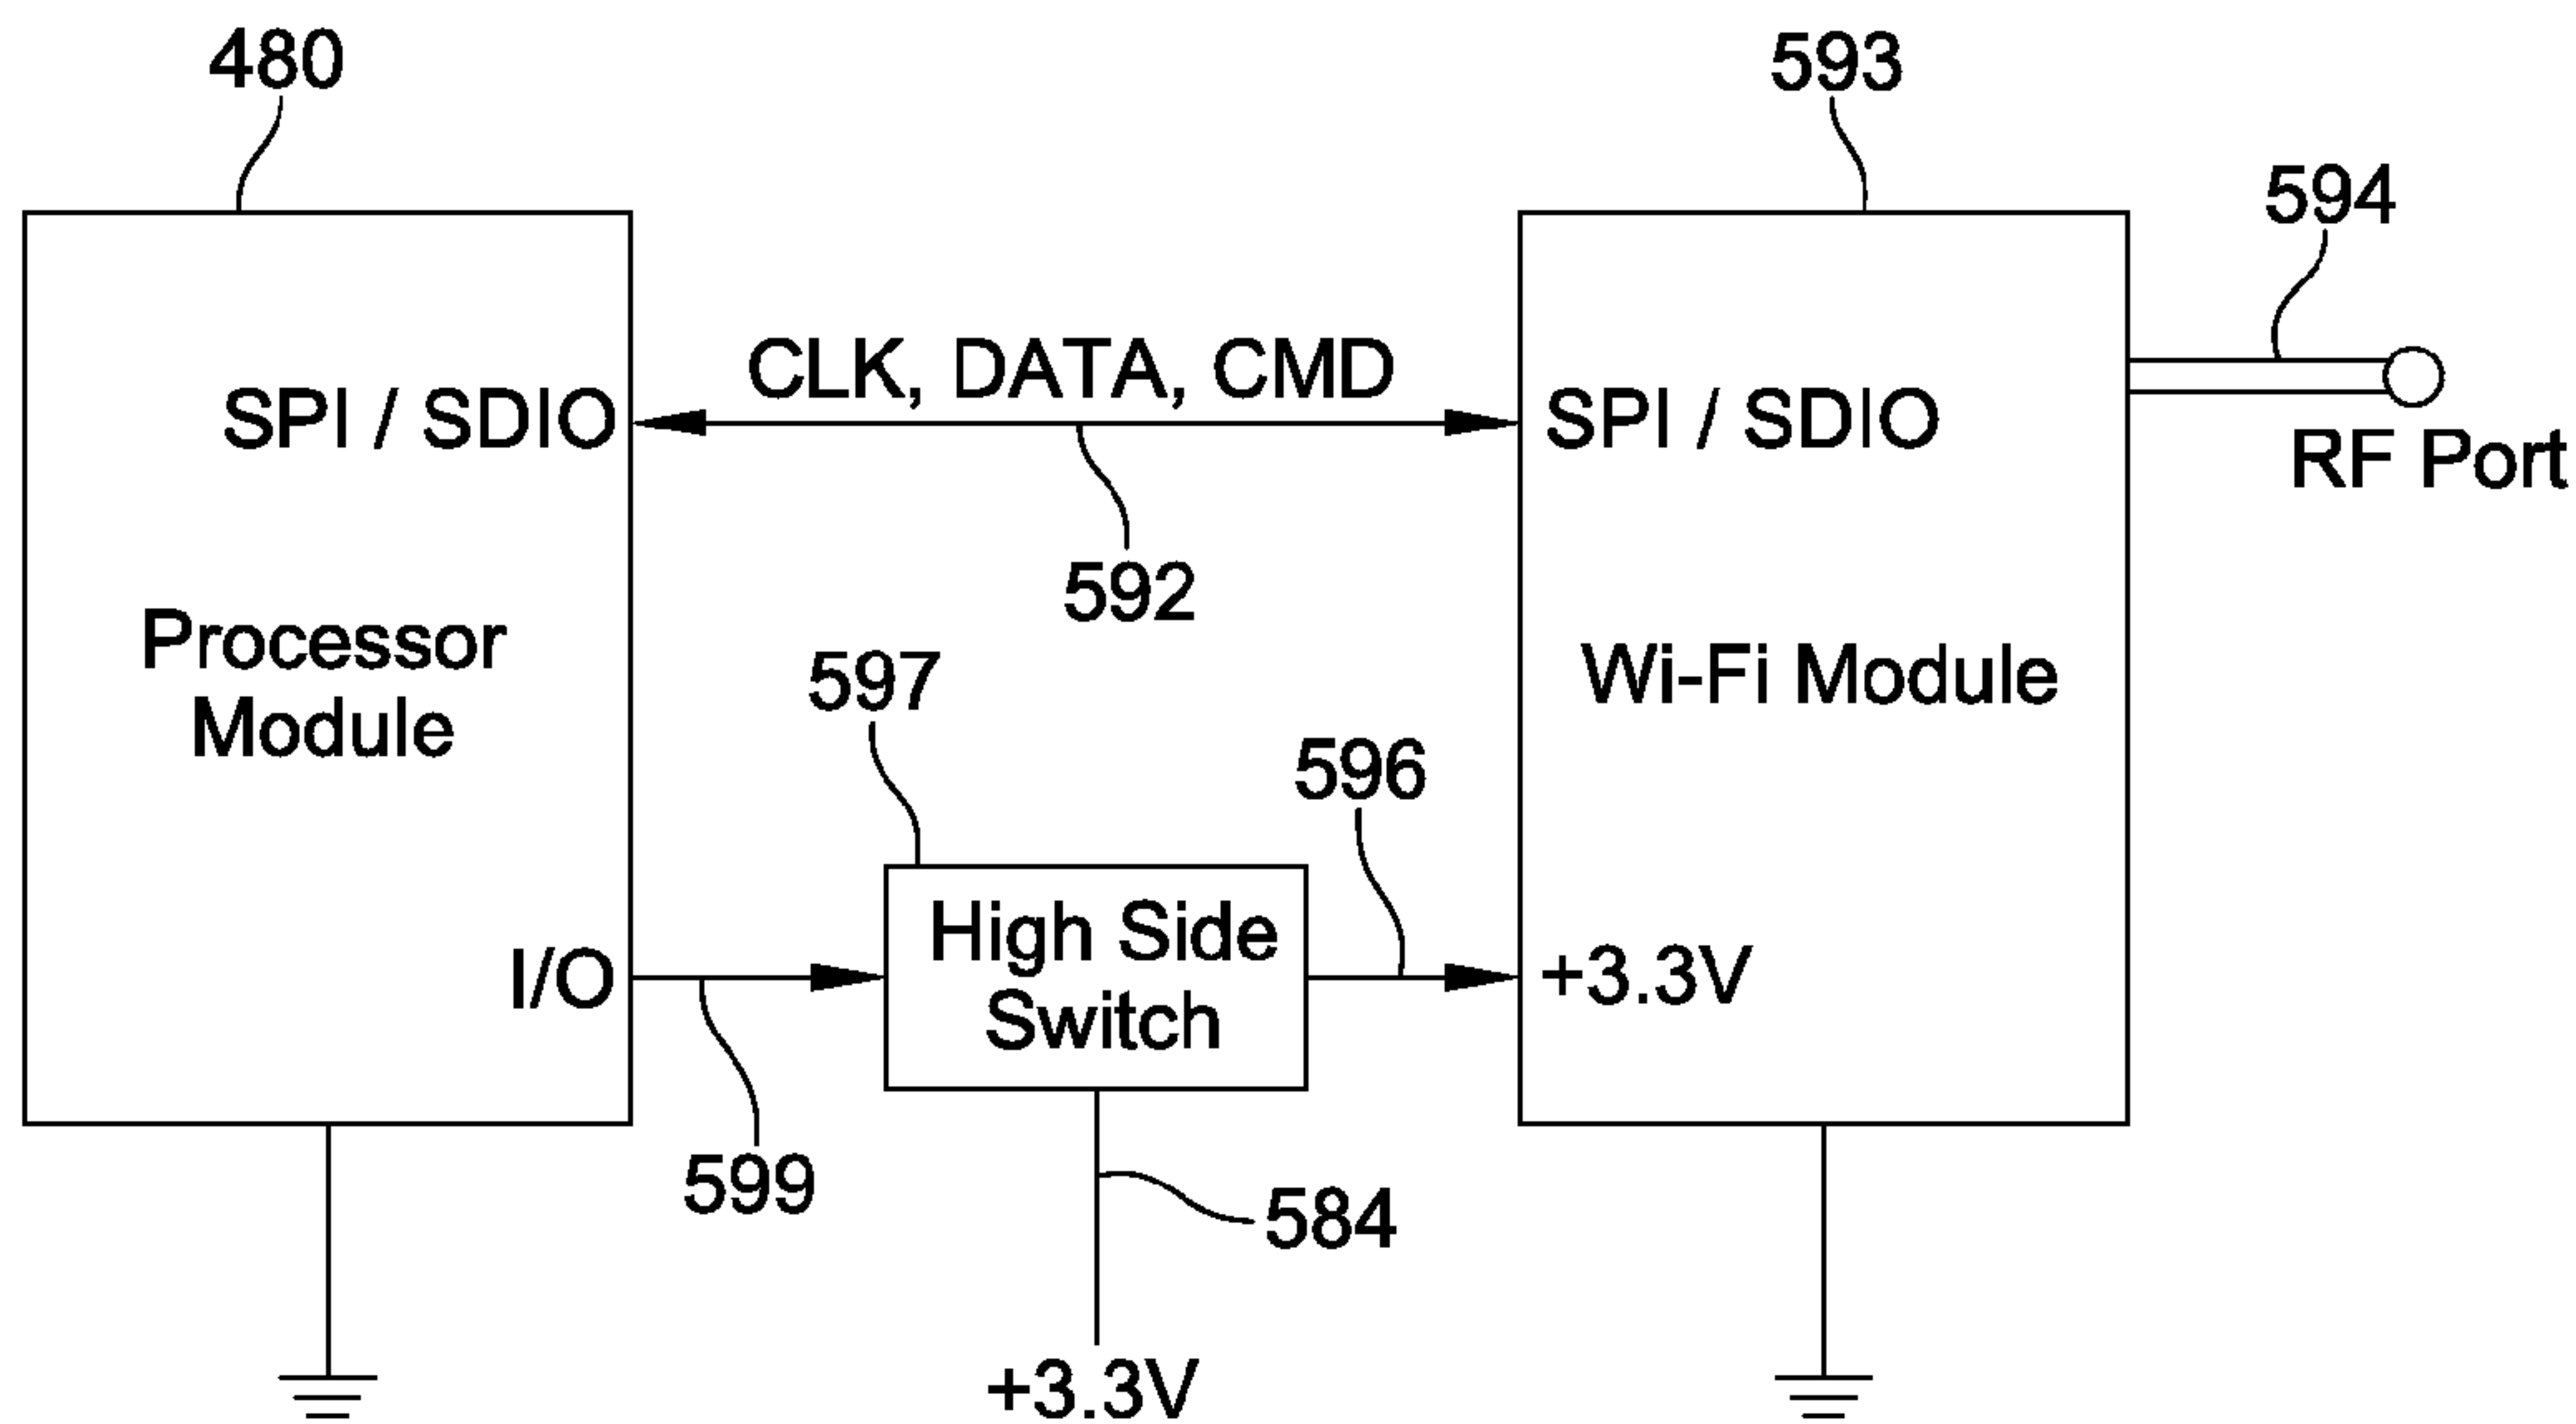 480
593
594
CLK, DATA, CMD
SPI / SDIO
SPI / SDIO
RF Port
592
Processor
Module
Wi-Fi Module
597
596
High Side
Switch
I/O
+3.3V
599
584
+3.3V